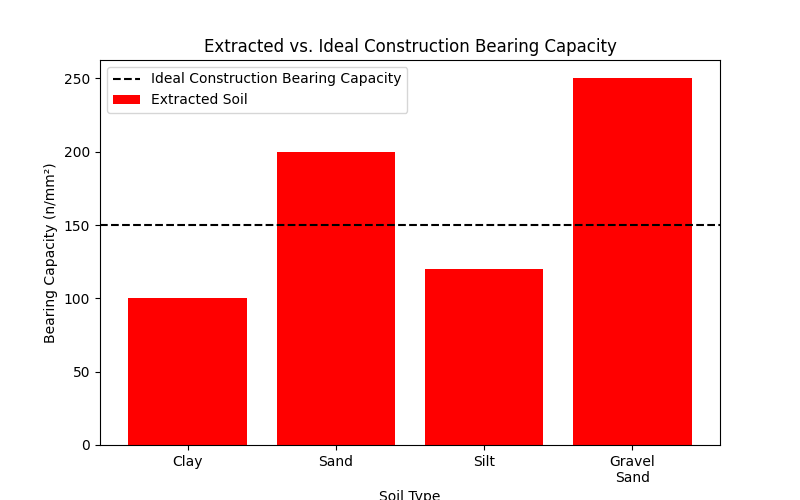 Extracted vs. Ideal Construction Bearing Capacity
Ideal Construction Bearing Capacity
Extracted Soil
Bearing Capacity (n/mm²)
250
200
150
100
50
0
Clay
Sand
Silt
Gravel
Sand
Soil Type